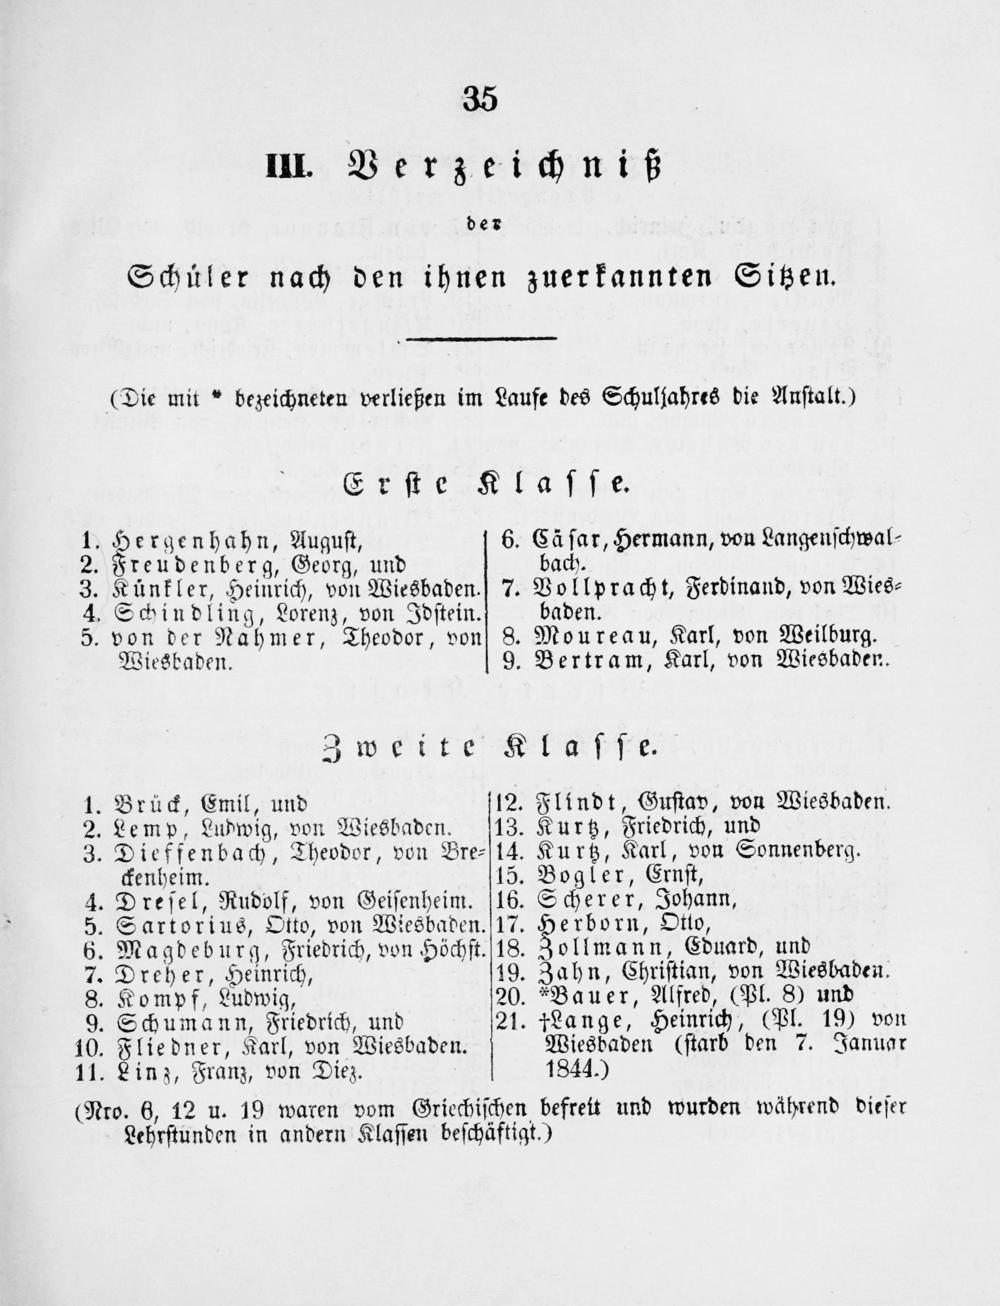 35
III. Verzeichniß
der
Schüler nach den ihnen zuerkannten Sitzen.
(Die mit * bezeichneten verließen im Laufe des Schuljahres die Anstalt.)
Erste Klasse.
1. Hergenhahn, August,
2. Freudenberg, Georg, und
3. Künkler, Heinrich, von Wiesbaden.
4. Schindling, Lorenz, von Idstein.
5. von der Nahmer, Theodor, von
Wiesbaden.
6. Cäsar, Hermann, von Langenschwal-
bach.
7. Vollpracht, Ferdinand, von Wies-
baden.
8. Moureau, Karl, von Weilburg.
9. Bertram, Karl, von Wiesbaden.
Zweite Klasse.
1. Brück, Emil, und
2. Lemp, Ludwig, von Wiesbaden.
3. Dieffenbach, Theodor, von Bre-
ckenheim.
4. Dresel, Rudolf, von Geisenheim.
5. Sartorius, Otto, von Wiesbaden.
6. Magdeburg, Friedrich, von Höchst.
7. Dreher, Heinrich,
8. Kompf, Ludwig,
9. Schumann, Friedrich, und
10. Fliedner, Karl, von Wiesbaden.
11. Linz, Franz, von Diez.
12. Flindt, Gustav, von Wiesbaden.
13. Kurtz, Friedrich, und
14. Kurtz, Karl, von Sonnenberg.
15. Bogler, Ernst,
16. Scherer, Johann,
17. Herborn, Otto,
18. Zollmann, Eduard, und
19. Zahn, Christian, von Wiesbaden.
20. *Bauer, Alfred, (Pl. 8) und
21. †Lange, Heinrich, (Pl. 19) von
Wiesbaden (starb den 7. Januar
1844.)
(Nro. 6, 12 u. 19 waren vom Griechischen befreit und wurden während dieser
Lehrstunden in andern Klassen beschäftigt.)